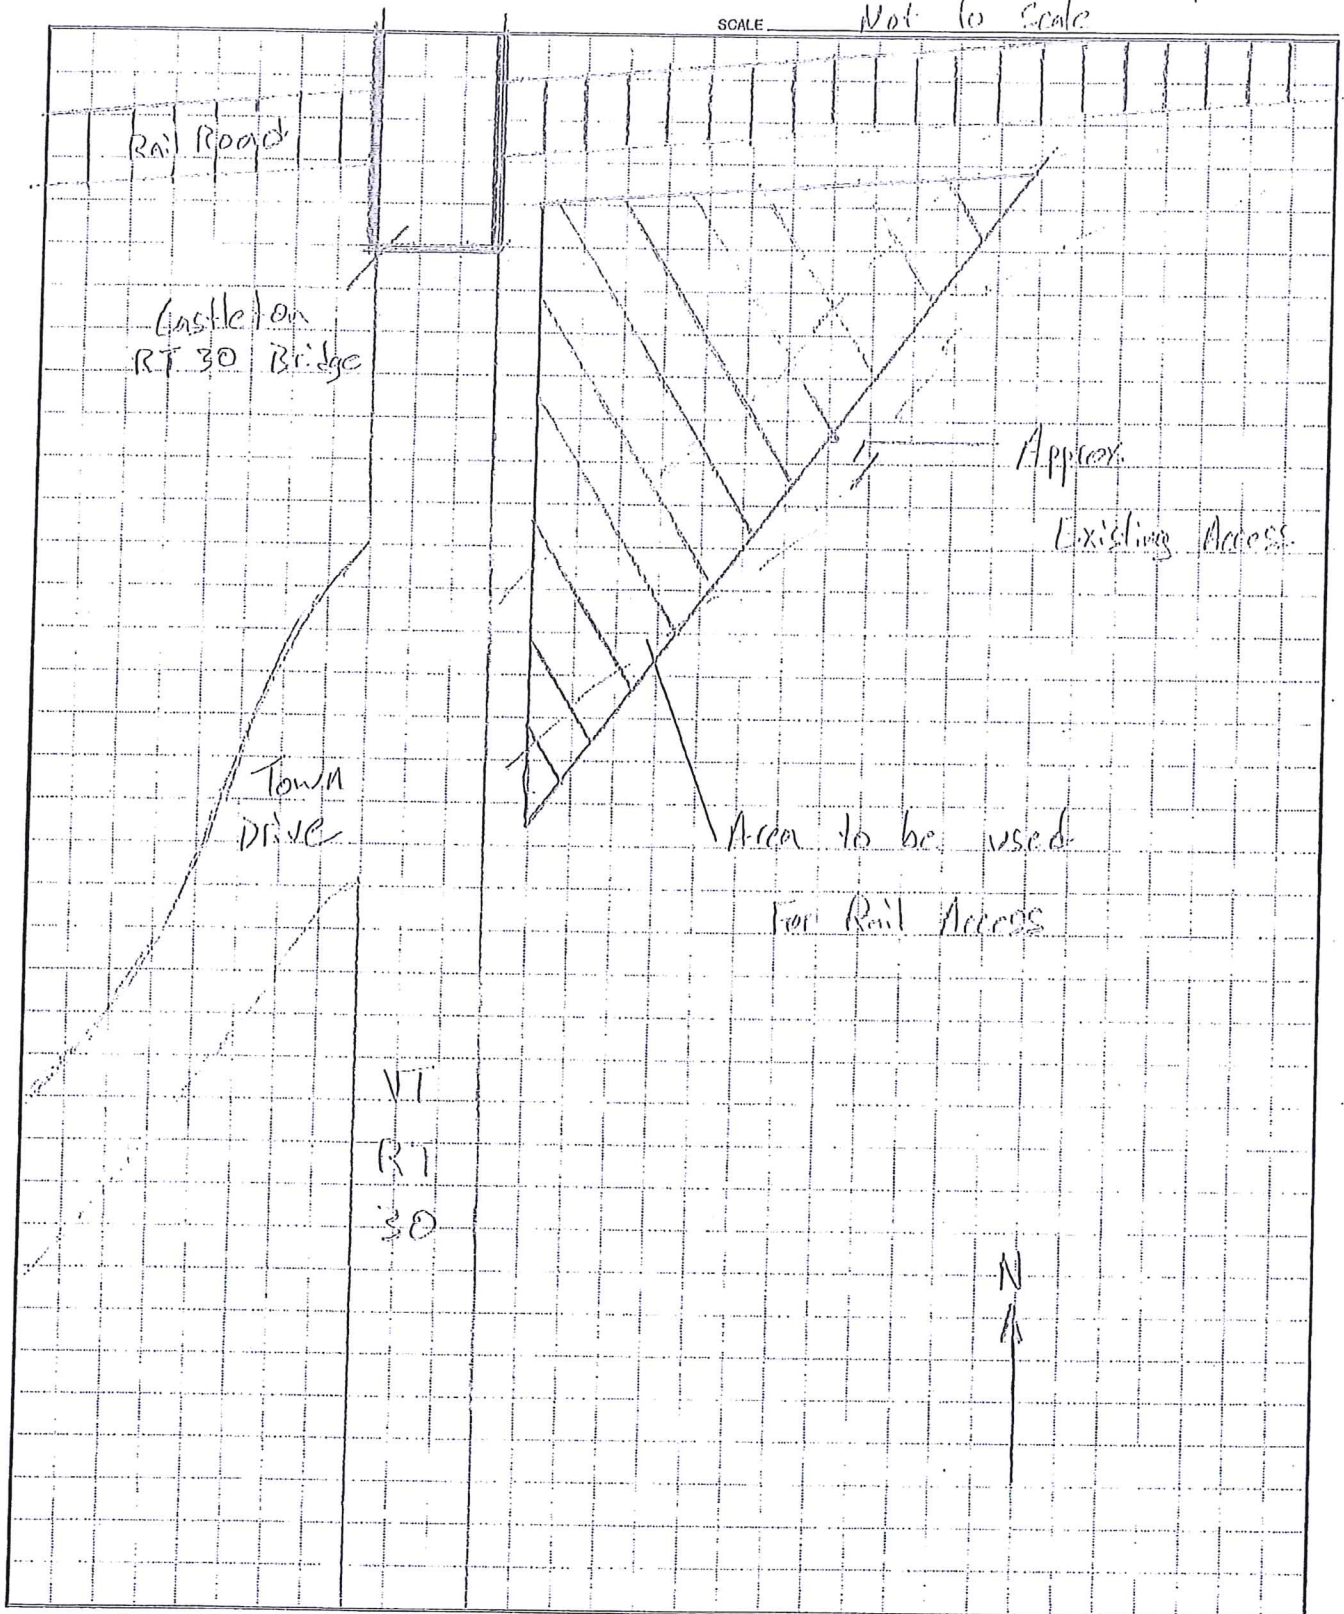 SCALE Not to Scale
Rail Road
Castleton
RT 30 Bridge
Approx.
Existing Access
Town
Drive
Area to be used
For Rail Access
VT
RT
30
N